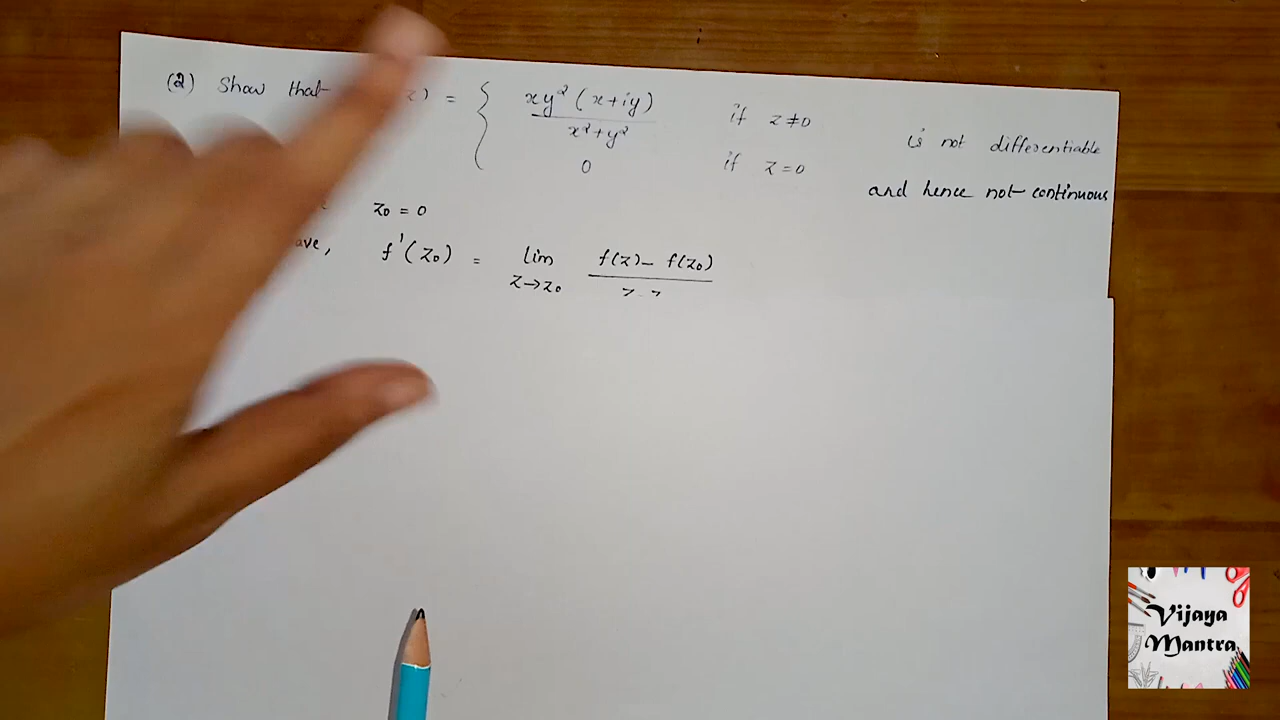 (2) Show that z) = { xy² (x+iy) / x²+y² if z≠0
0 if z=0
is not differentiable
and hence not continuous
z₀ = 0
ave, f'(z₀) = lim z→z₀ f(z) - f(z₀)
Vijaya
Mantra